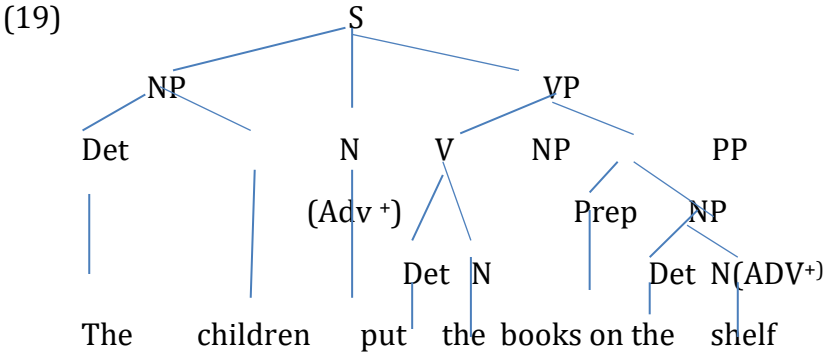 (19) S
NP VP
Det N V NP PP
(Adv +) Prep NP
Det N Det N(ADV+)
The children put the books on the shelf